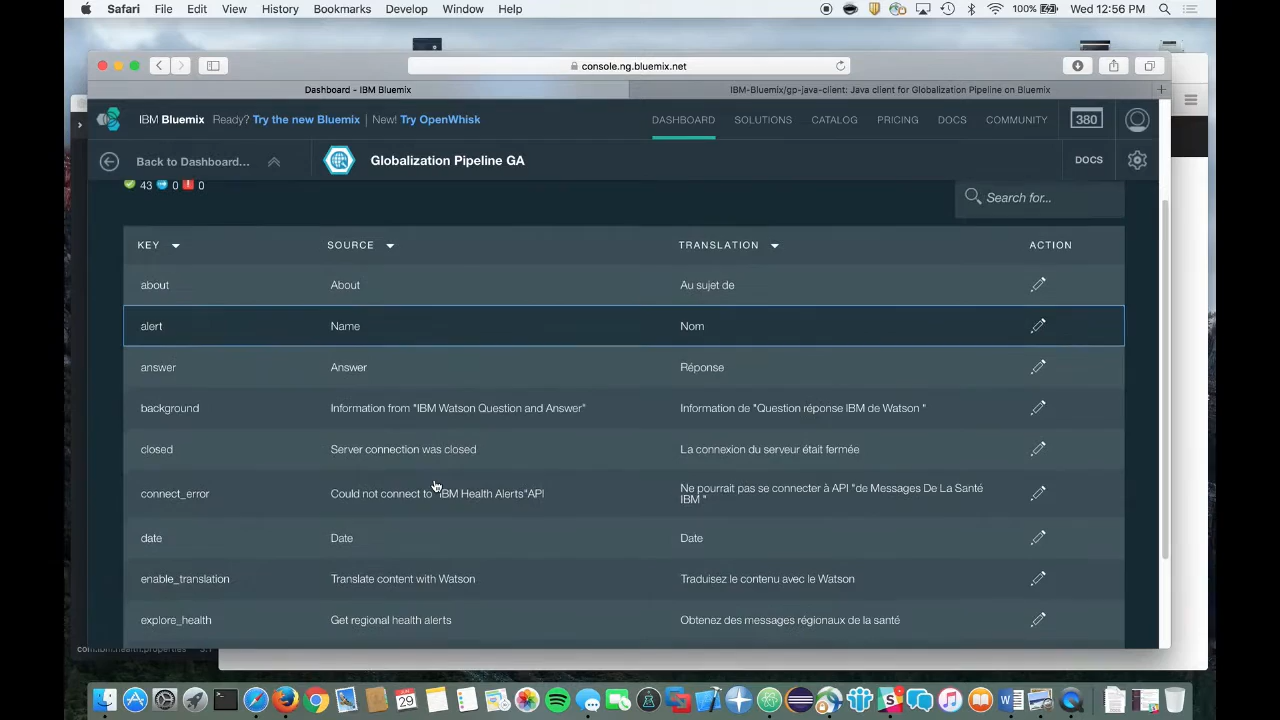 Safari File Edit View History Bookmarks Develop Window Help 100% Wed 12:56 PM
console.ng.bluemix.net
Dashboard - IBM Bluemix IBM-Bluemix/gp-java-client: Java client for Globalization Pipeline on Bluemix
IBM Bluemix Ready? Try the new Bluemix | New! Try OpenWhisk DASHBOARD SOLUTIONS CATALOG PRICING DOCS COMMUNITY 380
Back to Dashboard... Globalization Pipeline GA DOCS
43 0 0 Search for...
KEY SOURCE TRANSLATION ACTION
about About Au sujet de
alert Name Nom
answer Answer Réponse
background Information from "IBM Watson Question and Answer" Information de "Question réponse IBM de Watson "
closed Server connection was closed La connexion du serveur était fermée
connect_error Could not connect to "IBM Health Alerts"API Ne pourrait pas se connecter à API "de Messages De La Santé
IBM "
date Date Date
enable_translation Translate content with Watson Traduisez le contenu avec le Watson
explore_health Get regional health alerts Obtenez des messages régionaux de la santé
com.ibm.health.properties
JUN
29